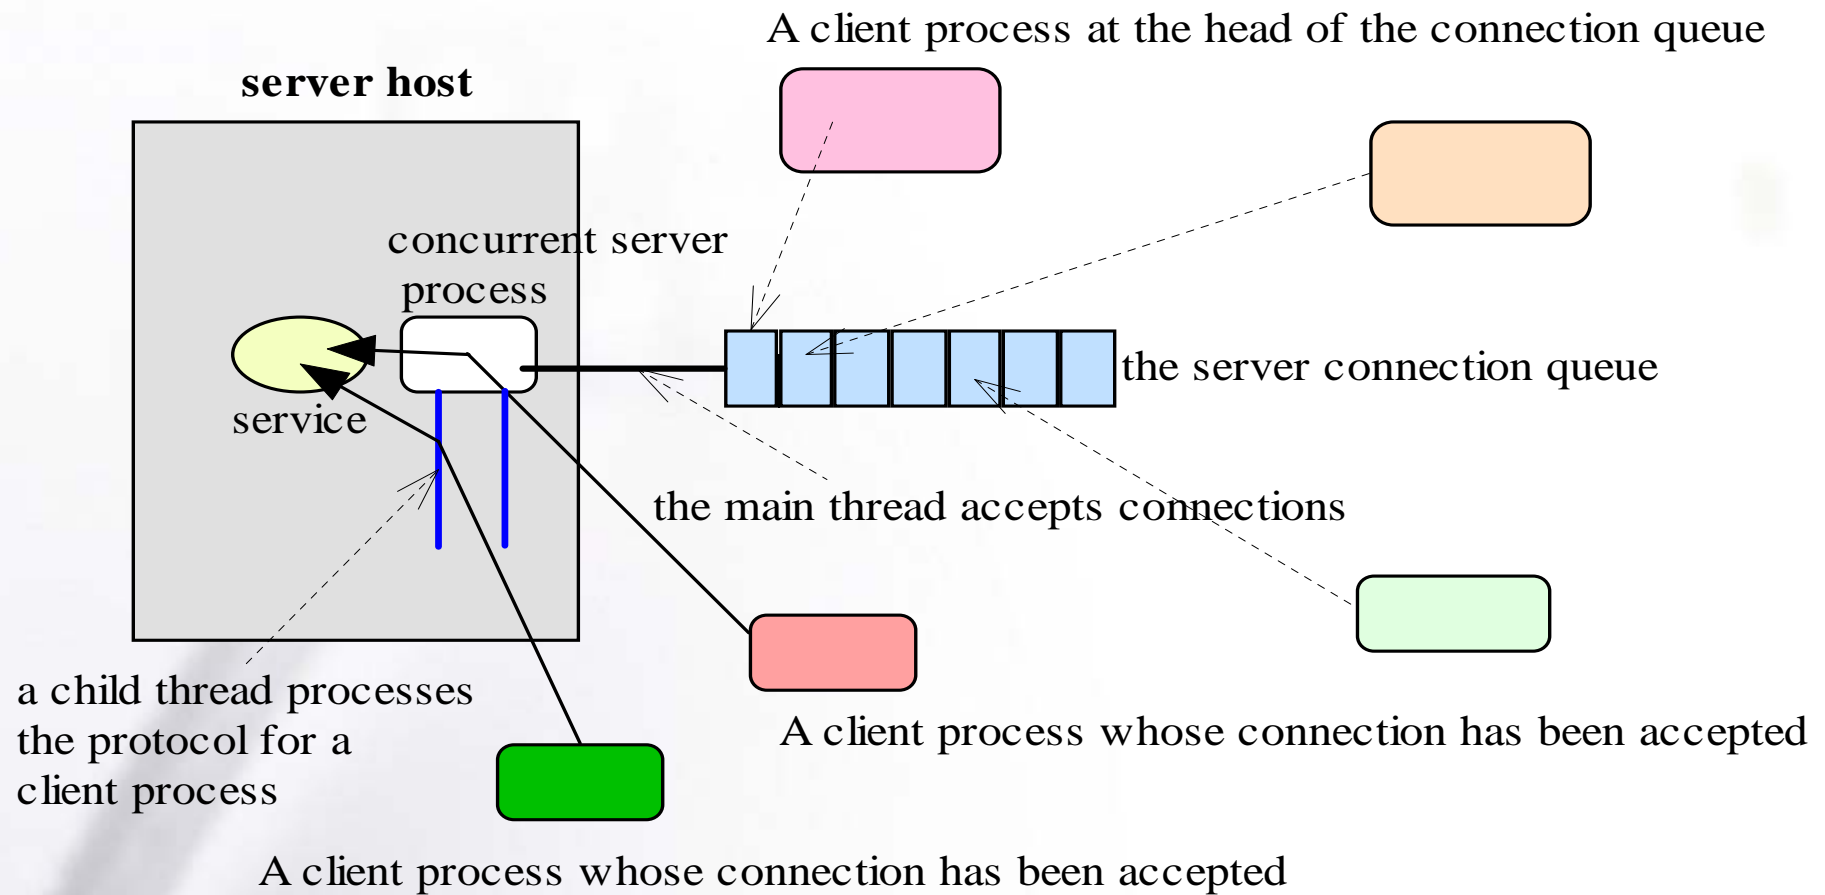 A client process at the head of the connection queue
server host
concurrent server
process
the server connection queue
service
the main thread accepts connections
a child thread processes
the protocol for a
client process
A client process whose connection has been accepted
A client process whose connection has been accepted